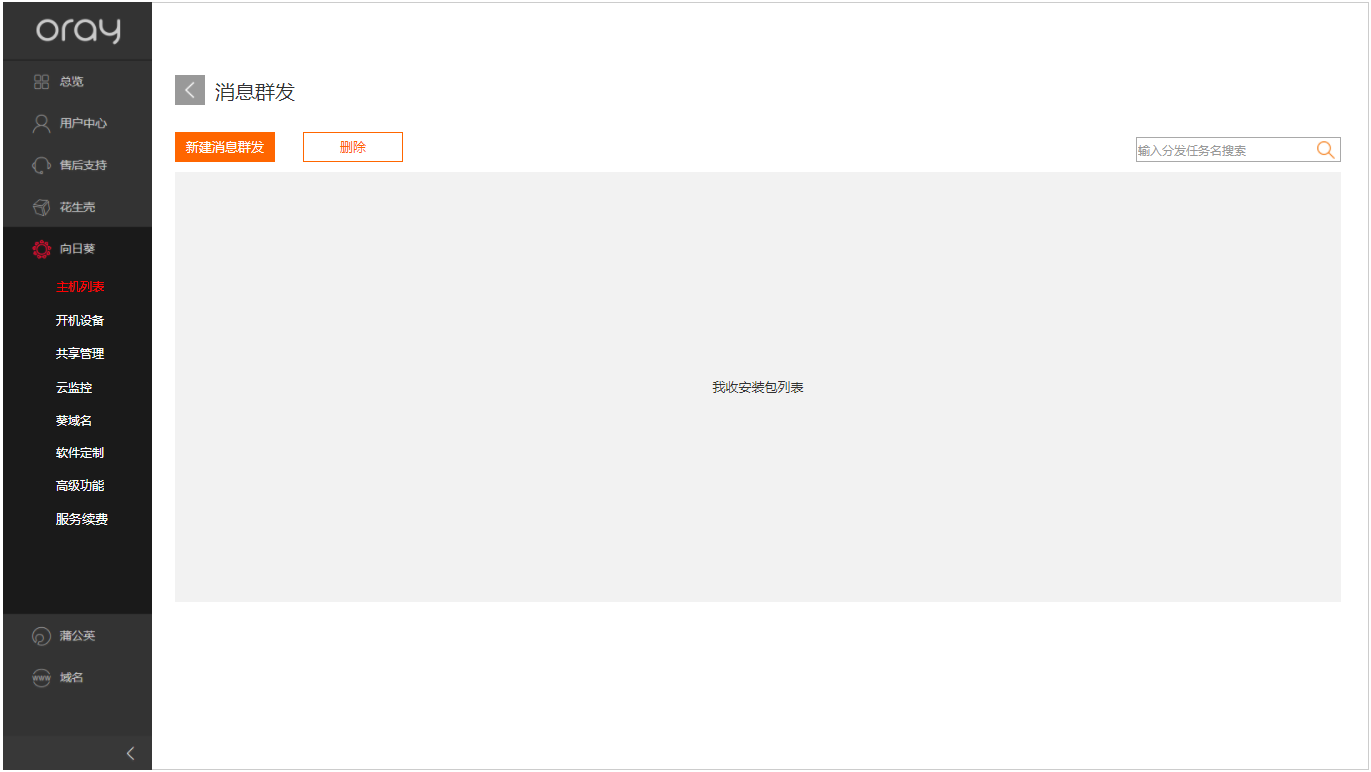 oray
总览
用户中心
售后支持
花生壳
向日葵
主机列表
开机设备
共享管理
云监控
葵域名
软件定制
高级功能
服务续费
蒲公英
www 域名
消息群发
新建消息群发 删除
输入分发任务名搜索
我收安装包列表